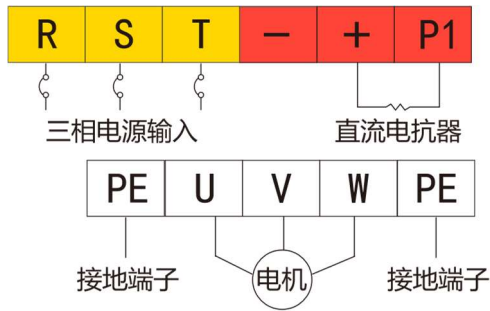 R S T − + P1
三相电源输入 直流电抗器
PE U V W PE
接地端子 电机 接地端子